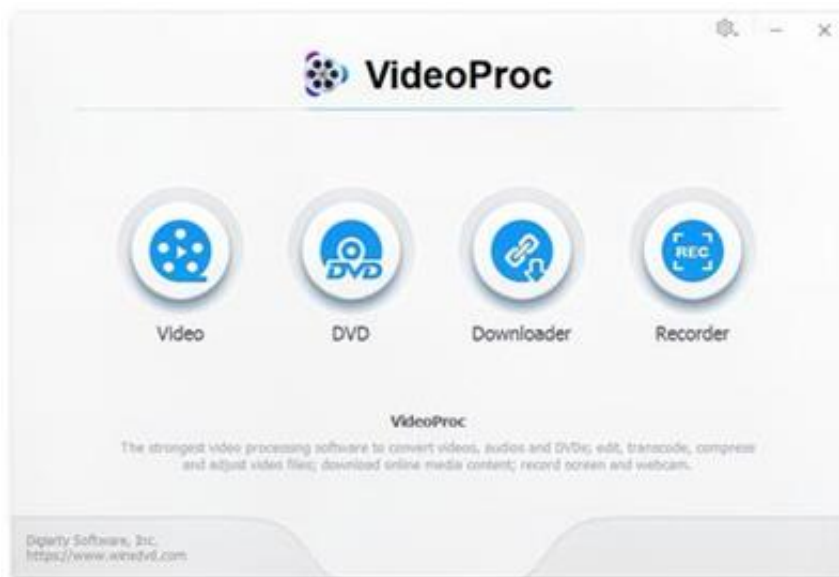 VideoProc
DVD
REC
Video
DVD
Downloader
Recorder
VideoProc
The strongest video processing software to convert videos, audios and DVDs; edit, transcode, compress
and adjust video files; download online media content; record screen and webcam.
Digiarty Software, Inc.
https://www.winxdvd.com